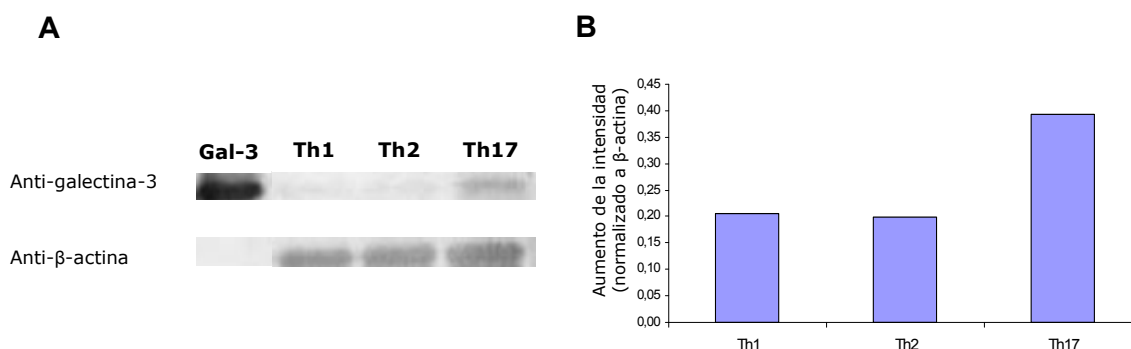 A
Gal-3 Th1 Th2 Th17
Anti-galectina-3
Anti-β-actina
B
Aumento de la intensidad
(normalizado a β-actina)
0,45
0,40
0,35
0,30
0,25
0,20
0,15
0,10
0,05
0,00
Th1 Th2 Th17